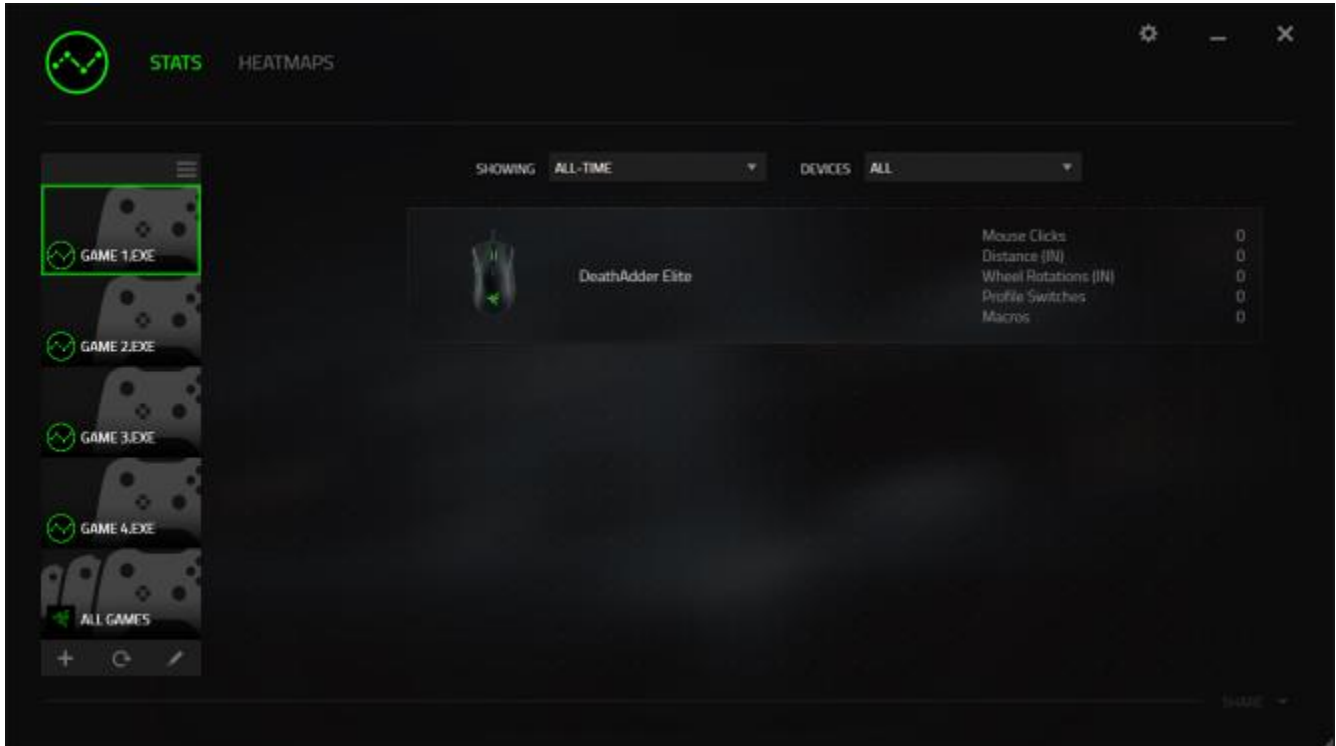 STATS HEATMAPS
SHOWING ALL-TIME DEVICES ALL
GAME 1.EXE
GAME 2.EXE
GAME 3.EXE
GAME 4.EXE
ALL GAMES
DeathAdder Elite
Mouse Clicks 0
Distance (IN) 0
Wheel Rotations (IN) 0
Profile Switches 0
Macros 0
SHARE